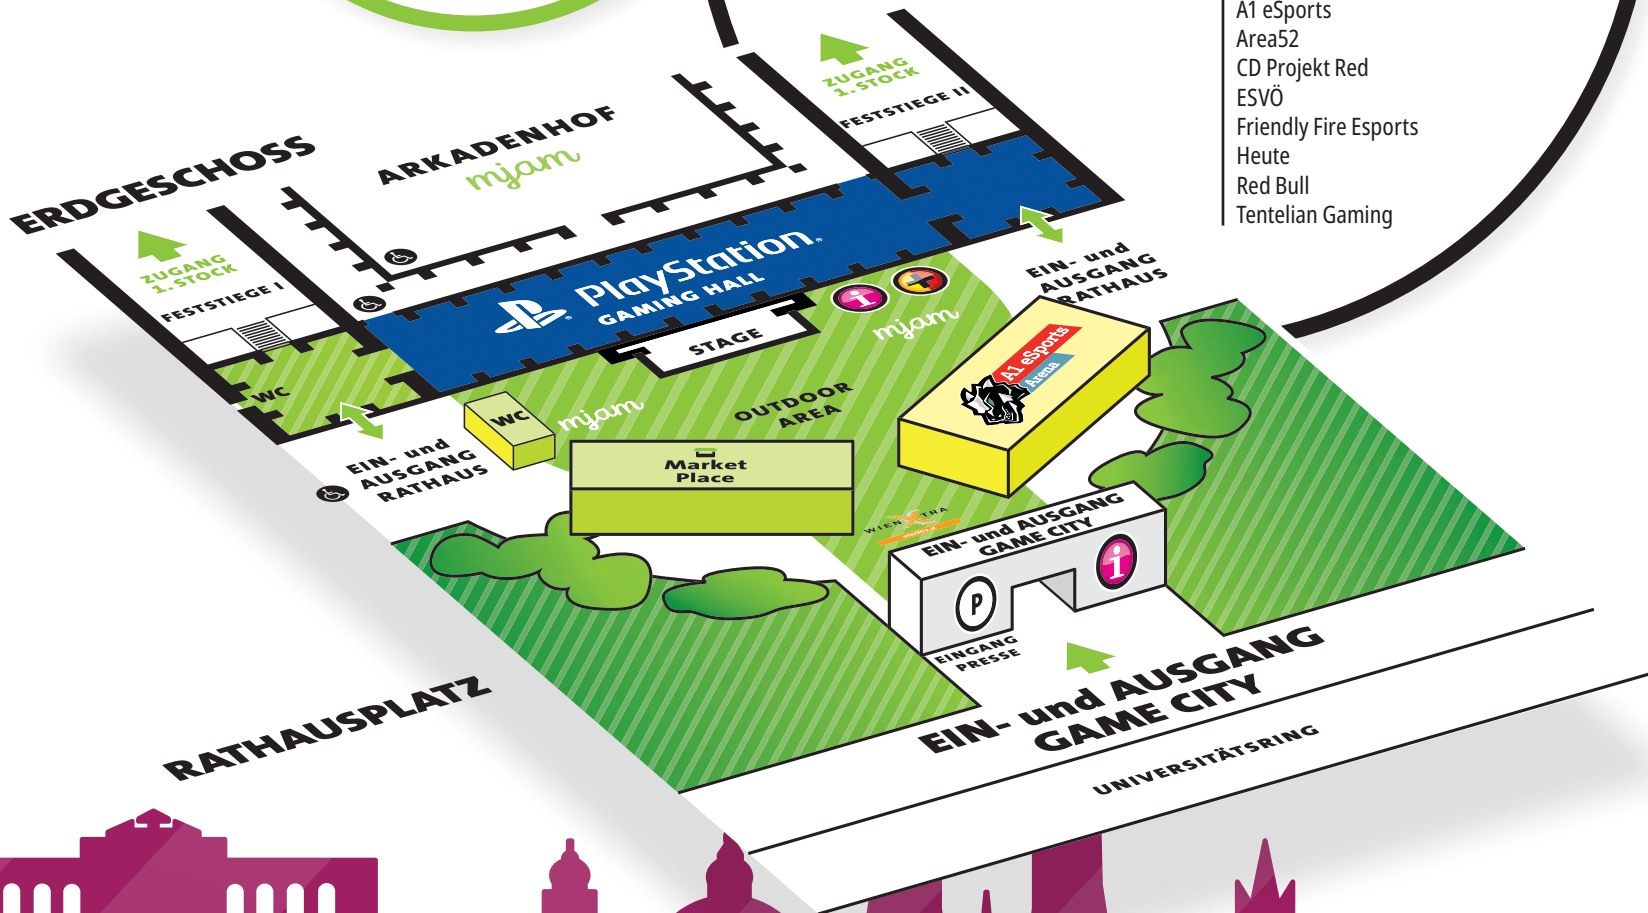 A1 eSports
Area52
CD Projekt Red
ESVÖ
Friendly Fire Esports
Heute
Red Bull
Tentelian Gaming
ZUGANG
1. STOCK
FESTSTIEGE II
ERDGESCHOSS
ARKADENHOF
mjam
ZUGANG
1. STOCK
FESTSTIEGE I
PlayStation®
GAMING HALL
STAGE
i
mjam
EIN- und
AUSGANG
RATHAUS
A1 eSports
Arena
WC
WC
mjam
OUTDOOR
AREA
EIN- und
AUSGANG
RATHAUS
Market
Place
WIENXTRA
EIN- und AUSGANG
GAME CITY
P
i
EINGANG
PRESSE
EIN- und AUSGANG
GAME CITY
RATHAUSPLATZ
UNIVERSITÄTSRING